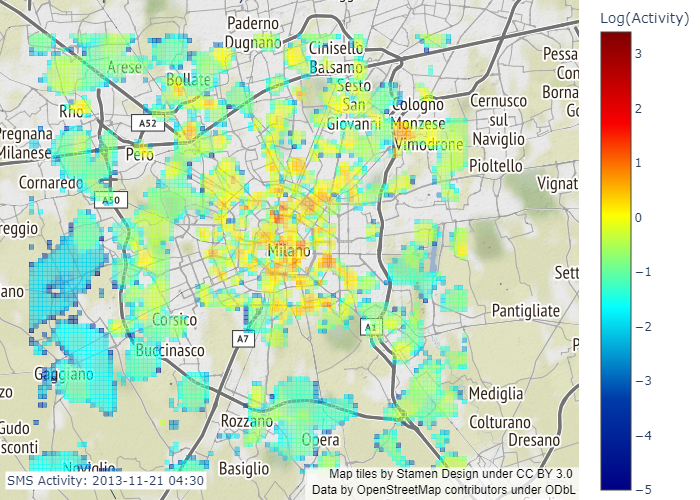 Log(Activity)
3
2
1
0
−1
−2
−3
−4
−5
Paderno
Dugnano
Cinisello
Balsamo
Arese
Bollate
Sesto
San
Giovanni
Cologno
Monzese
Vimodrone
Cernusco
sul
Naviglio
Pessa
Con
Borna
Go
Rho
A52
Pregnana
Milanese
Pero
Pioltello
Cornaredo
Vignat
A50
reggio
Milano
Sett
ano
Pantigliate
Corsico
A7
A1
Buccinasco
P
Gaggiano
zo
Mediglia
Rozzano
Colturano
Gudo
sconti
Opera
Dresano
Naviglio
Basiglio
SMS Activity: 2013-11-21 04:30
Map tiles by Stamen Design under CC BY 3.0
Data by OpenStreetMap contributors under ODbL